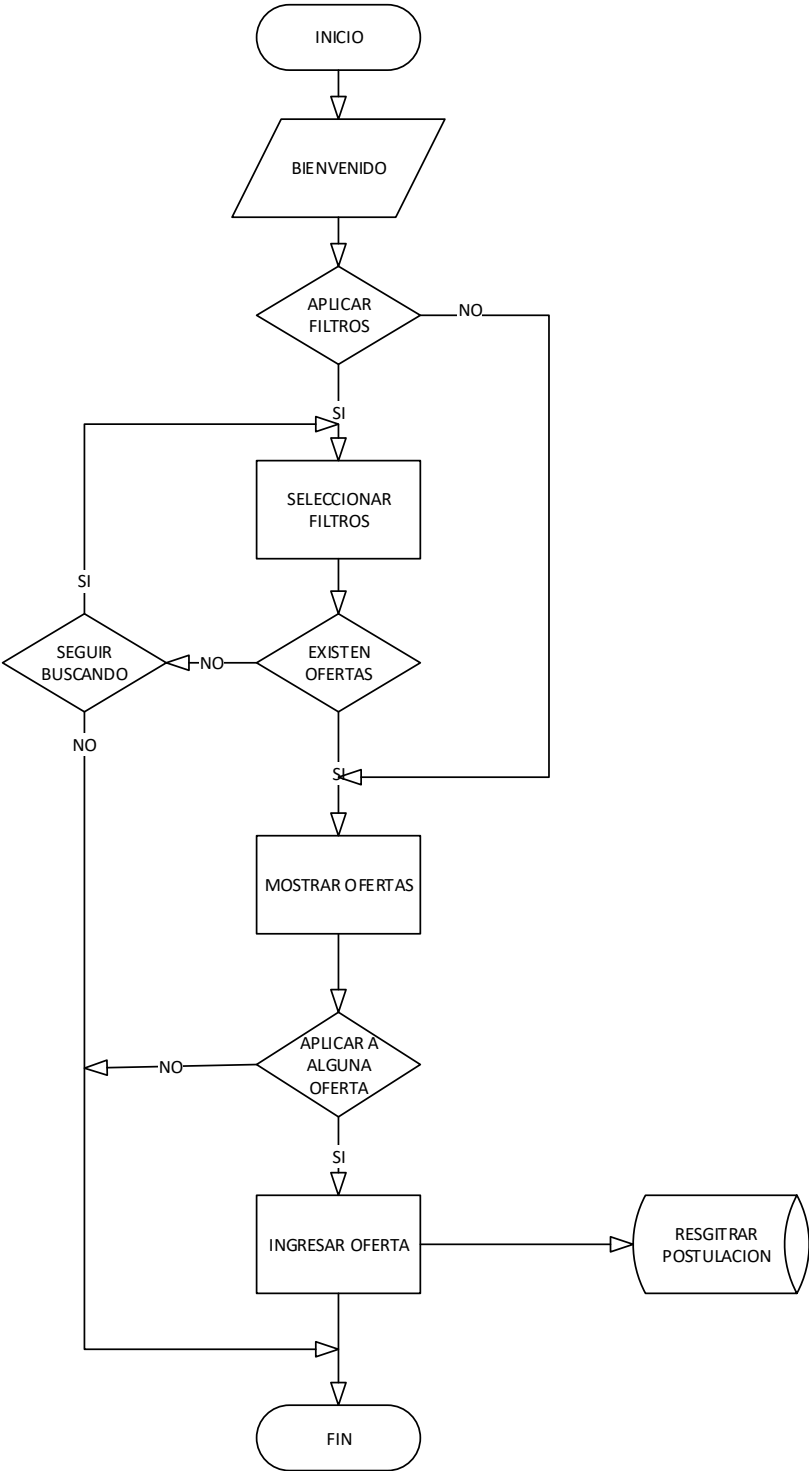 INICIO
BIENVENIDO
APLICAR
FILTROS
NO
SI
SELECCIONAR
FILTROS
SI
SEGUIR
BUSCANDO
NO
EXISTEN
OFERTAS
NO
SI
MOSTRAR OFERTAS
APLICAR A
ALGUNA
OFERTA
NO
SI
INGRESAR OFERTA
RESGITRAR
POSTULACION
FIN